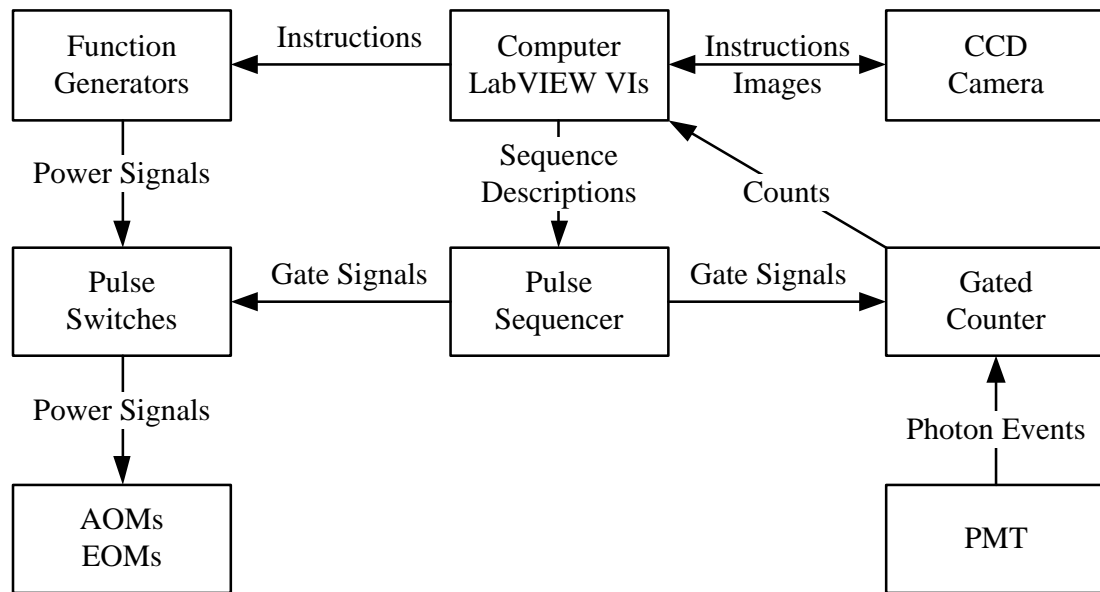 Function
Generators
Instructions
Computer
LabVIEW VIs
Instructions
Images
CCD
Camera
Power Signals
Sequence
Descriptions
Counts
Pulse
Switches
Gate Signals
Pulse
Sequencer
Gate Signals
Gated
Counter
Power Signals
Photon Events
AOMs
EOMs
PMT